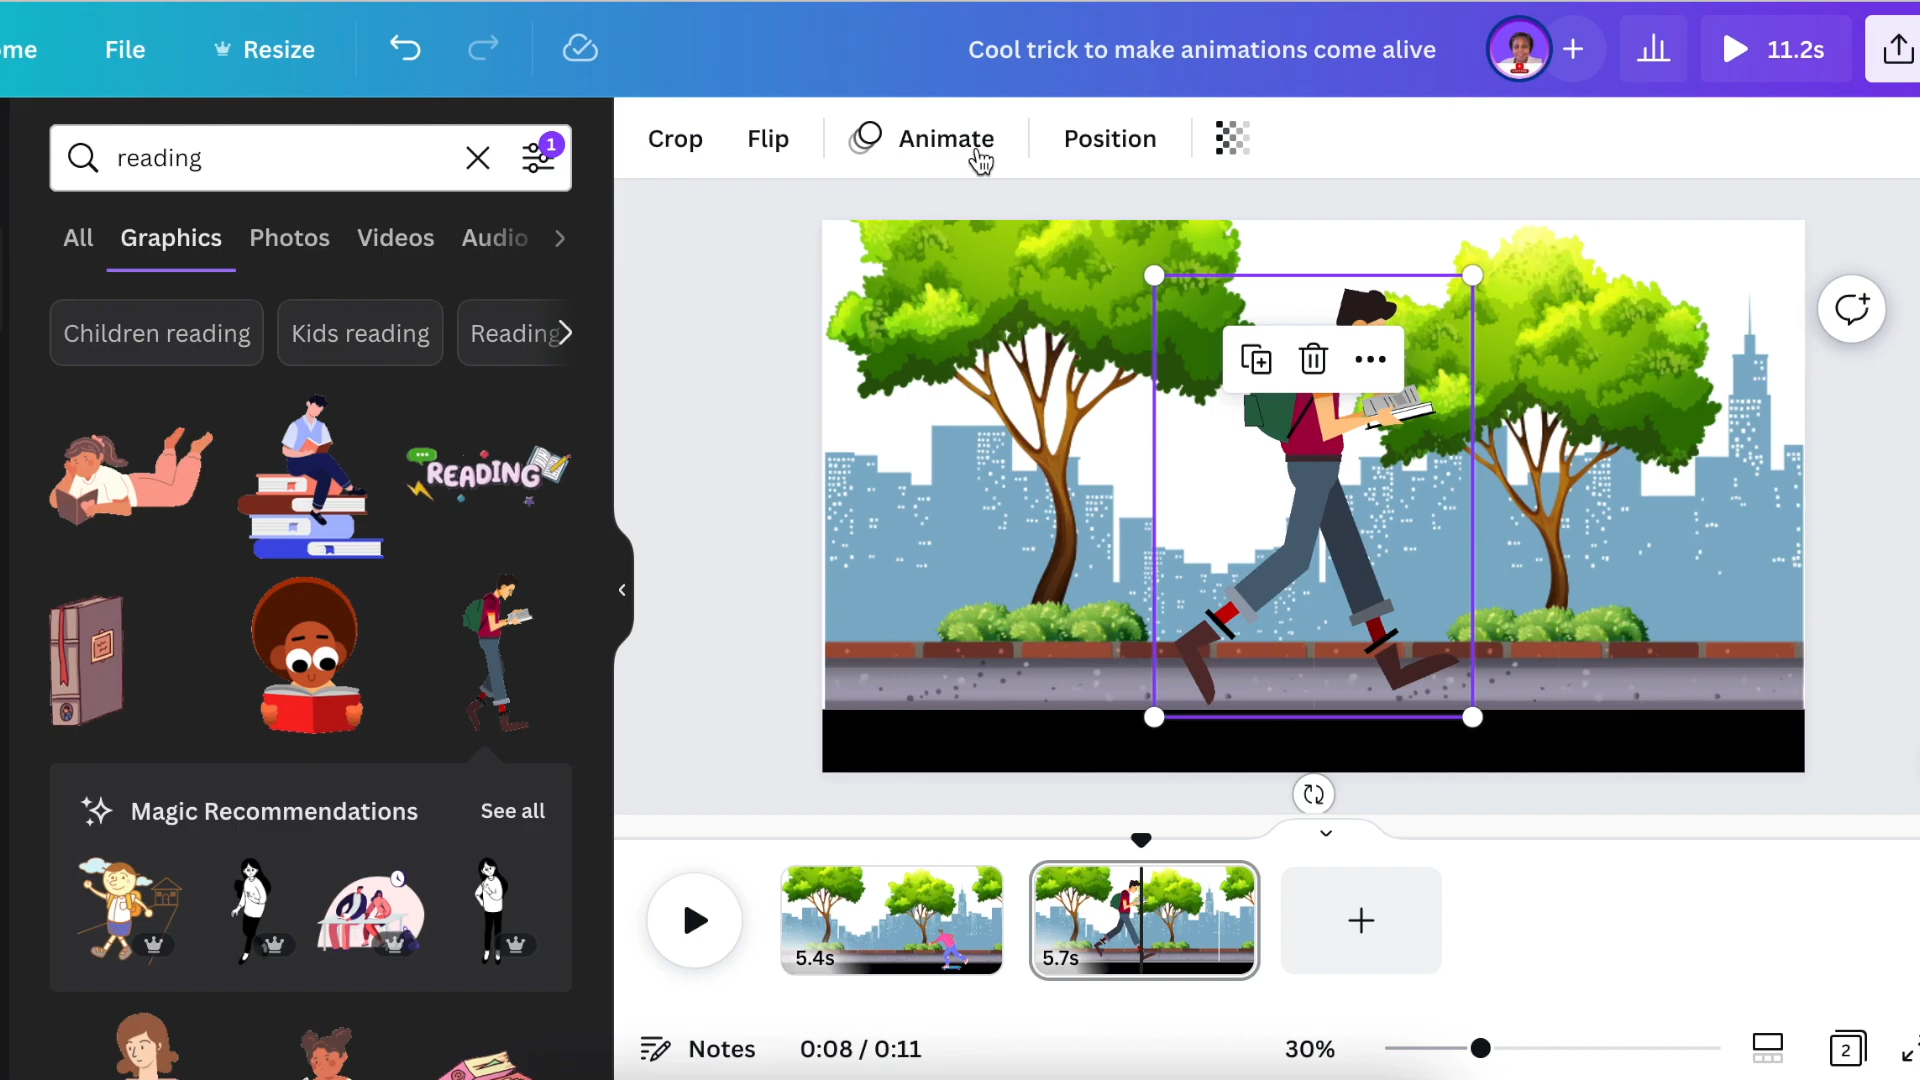 ome File Resize Cool trick to make animations come alive 11.2s
reading 1
Crop Flip Animate Position
All Graphics Photos Videos Audio
Children reading Kids reading Reading
READING
Magic Recommendations See all
5.4s 5.7s
Notes 0:08 / 0:11 30% 2